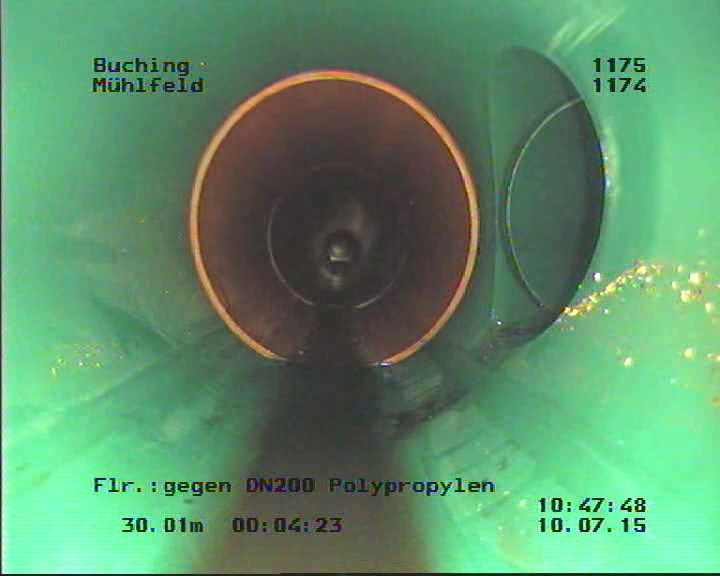 Buching 1175
Mühlfeld 1174
Flr.:gegen DN200 Polypropylen
10:47:48
30.01m 00:04:23 10.07.15